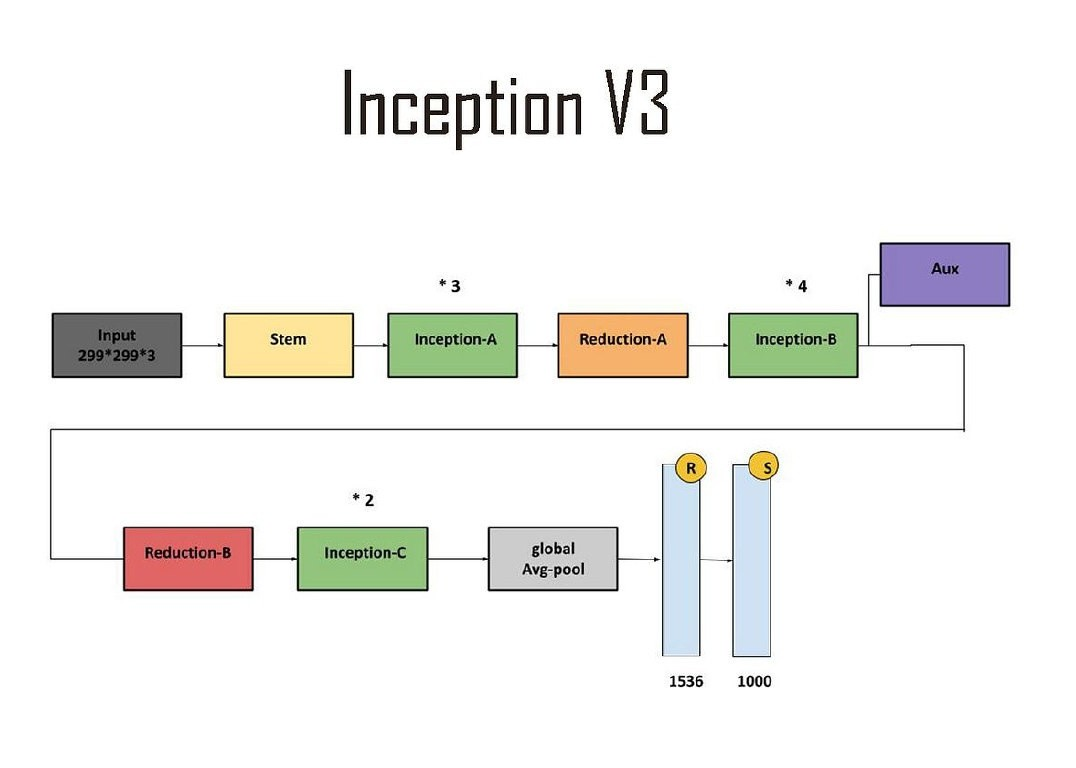 Inception V3
Aux
* 3
* 4
Input
299*299*3
Stem
Inception-A
Reduction-A
Inception-B
R
S
* 2
Reduction-B
Inception-C
global
Avg-pool
1536
1000